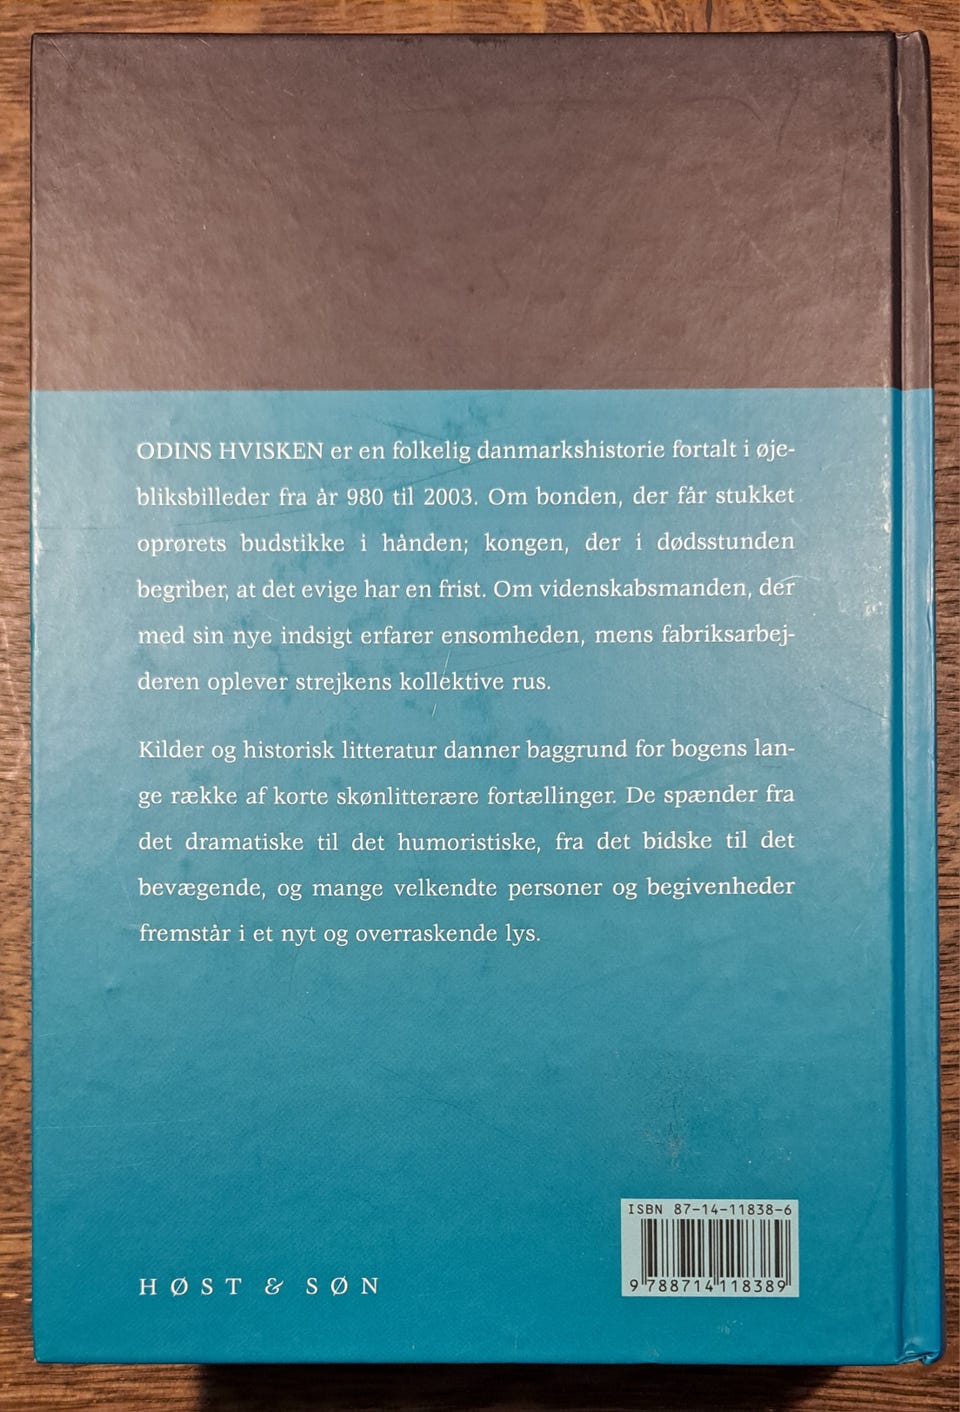 ODINS HVISKEN er en folkelig danmarkshistorie fortalt i øje-
bliksbilleder fra år 980 til 2003. Om bonden, der får stukket
oprørets budstikke i hånden; kongen, der i dødsstunden
begriber, at det evige har en frist. Om videnskabsmanden, der
med sin nye indsigt erfarer ensomheden, mens fabriksarbej-
deren oplever strejkens kollektive rus.
Kilder og historisk litteratur danner baggrund for bogens lan-
ge række af korte skønlitterære fortællinger. De spænder fra
det dramatiske til det humoristiske, fra det bidske til det
bevægende, og mange velkendte personer og begivenheder
fremstår i et nyt og overraskende lys.
ISBN 87-14-11838-6
9 788714 118389
HØST & SØN